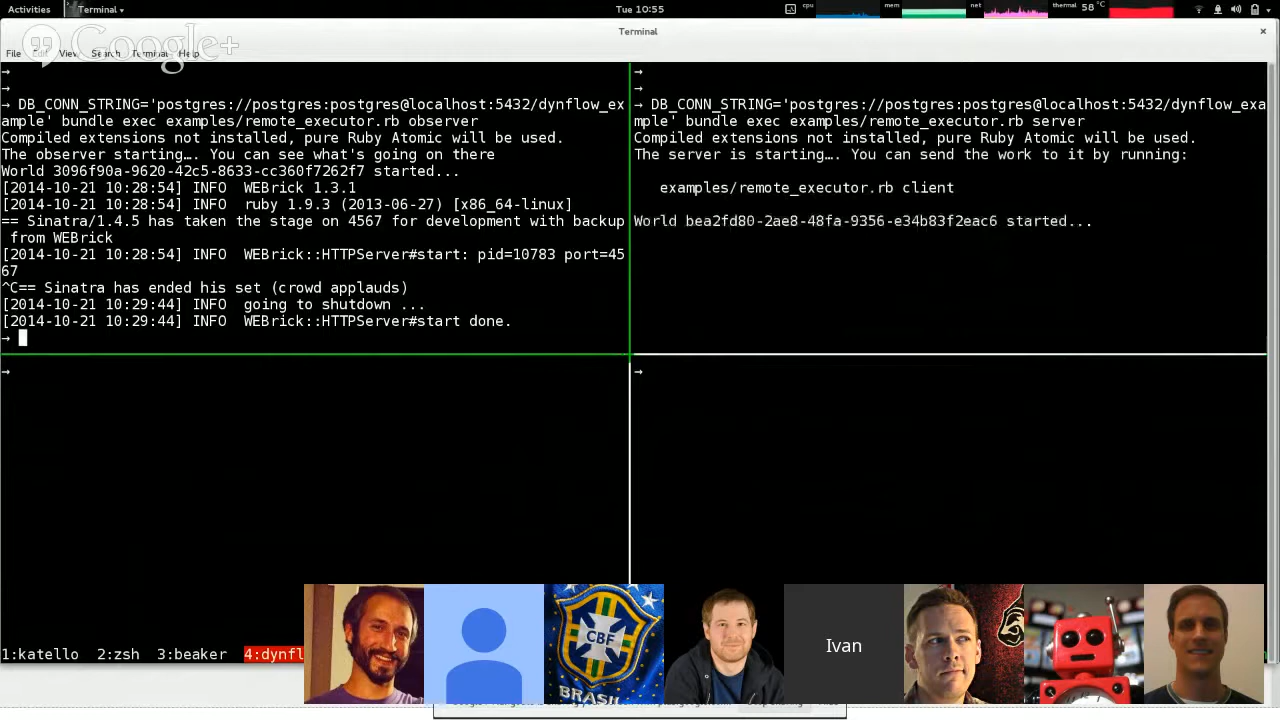 Activities
Terminal
Tue 10:55
cpu
mem
net
thermal 58 °C
Terminal
×
Google+
File Edit View Search Terminal Help
→
→
→ DB_CONN_STRING='postgres://postgres:postgres@localhost:5432/dynflow_ex
ample' bundle exec examples/remote_executor.rb observer
Compiled extensions not installed, pure Ruby Atomic will be used.
The observer starting…. You can see what's going on there
World 3096f90a-9620-42c5-8633-cc360f7262f7 started...
[2014-10-21 10:28:54] INFO  WEBrick 1.3.1
[2014-10-21 10:28:54] INFO  ruby 1.9.3 (2013-06-27) [x86_64-linux]
== Sinatra/1.4.5 has taken the stage on 4567 for development with backup
from WEBrick
[2014-10-21 10:28:54] INFO  WEBrick::HTTPServer#start: pid=10783 port=45
67
^C== Sinatra has ended his set (crowd applauds)
[2014-10-21 10:29:44] INFO  going to shutdown ...
[2014-10-21 10:29:44] INFO  WEBrick::HTTPServer#start done.
→
→
→
→ DB_CONN_STRING='postgres://postgres:postgres@localhost:5432/dynflow_exa
mple' bundle exec examples/remote_executor.rb server
Compiled extensions not installed, pure Ruby Atomic will be used.
The server is starting…. You can send the work to it by running:
examples/remote_executor.rb client
World bea2fd80-2ae8-48fa-9356-e34b83f2eac6 started...
→
→
CBF
BRASIL
Ivan
1:katello 2:zsh 3:beaker 4:dynfl